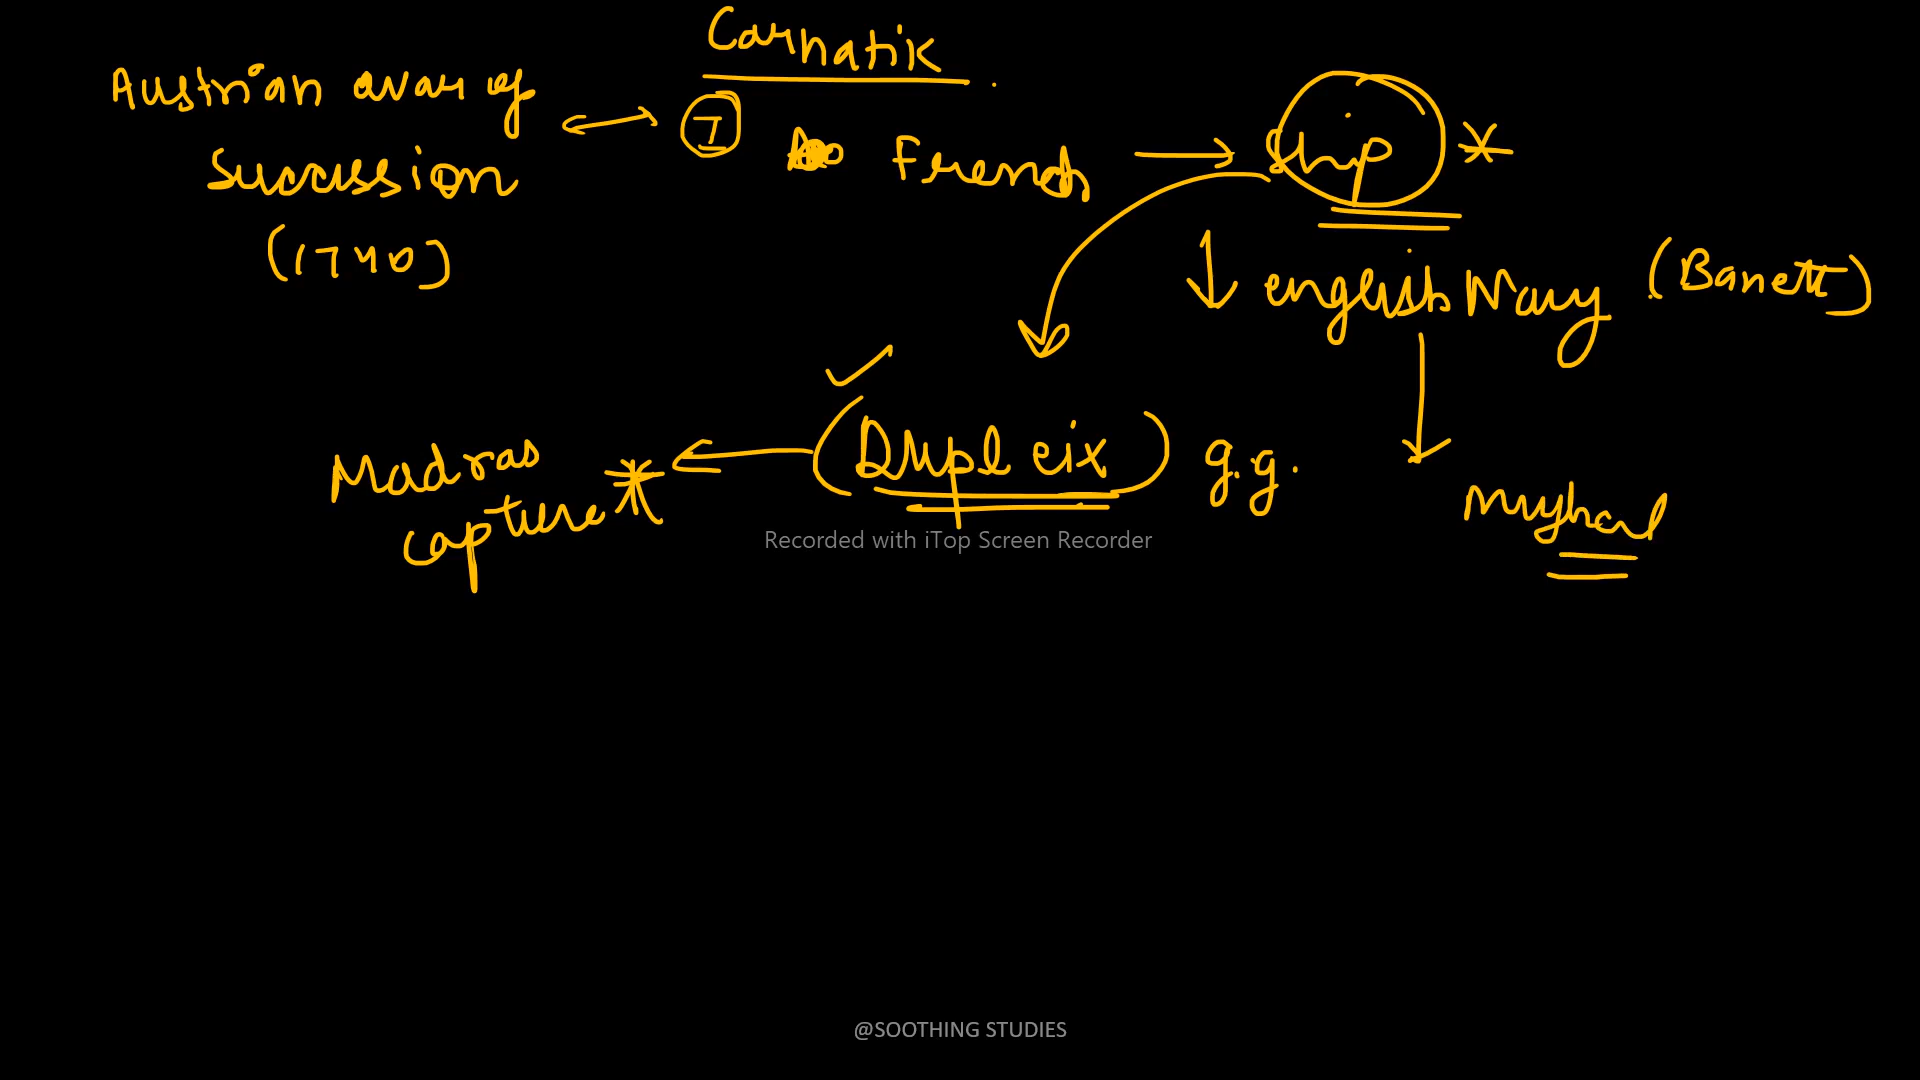 Carnatik
Austrian war of
Succession
(1740)
I
French
ship
english Navy (Banett)
(Dupleix) g.g.
Madras
capture
Recorded with iTop Screen Recorder
@SOOTHING STUDIES